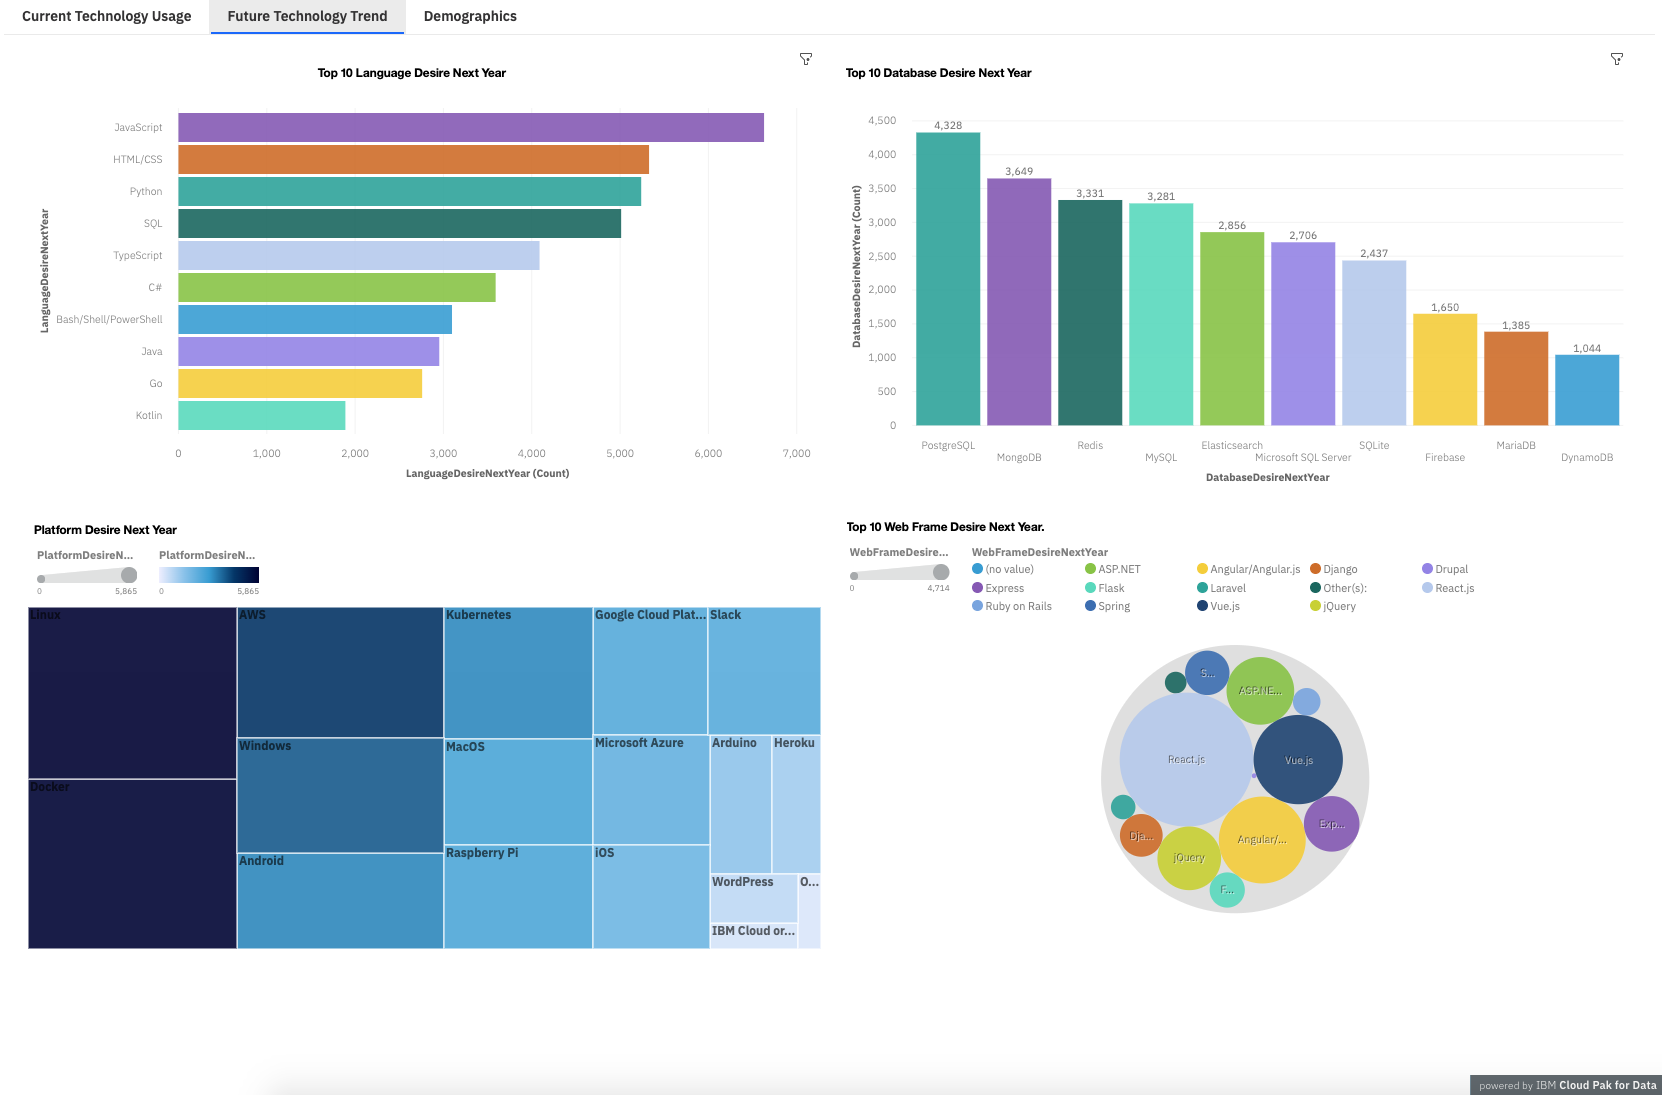 Current Technology Usage
Future Technology Trend
Demographics
Top 10 Language Desire Next Year
LanguageDesireNextYear
JavaScript
HTML/CSS
Python
SQL
TypeScript
C#
Bash/Shell/PowerShell
Java
Go
Kotlin
0 1,000 2,000 3,000 4,000 5,000 6,000 7,000
LanguageDesireNextYear (Count)
Top 10 Database Desire Next Year
DatabaseDesireNextYear (Count)
4,500
4,000
3,500
3,000
2,500
2,000
1,500
1,000
500
0
4,328
3,649
3,331
3,281
2,856
2,706
2,437
1,650
1,385
1,044
PostgreSQL
MongoDB
Redis
MySQL
Elasticsearch
Microsoft SQL Server
SQLite
Firebase
MariaDB
DynamoDB
DatabaseDesireNextYear
Platform Desire Next Year
PlatformDesireN...
0 5,865
PlatformDesireN...
0 5,865
Linux
Docker
AWS
Windows
Android
Kubernetes
MacOS
Raspberry Pi
Google Cloud Plat...
Slack
Microsoft Azure
iOS
Arduino
Heroku
WordPress
O...
IBM Cloud or...
Top 10 Web Frame Desire Next Year.
WebFrameDesire...
0 4,714
WebFrameDesireNextYear
(no value) ASP.NET Angular/Angular.js Django Drupal
Express Flask Laravel Other(s): React.js
Ruby on Rails Spring Vue.js jQuery
S...
ASP.NE...
React.js
Vue.js
Exp...
Dja...
Angular/...
jQuery
F...
powered by IBM Cloud Pak for Data